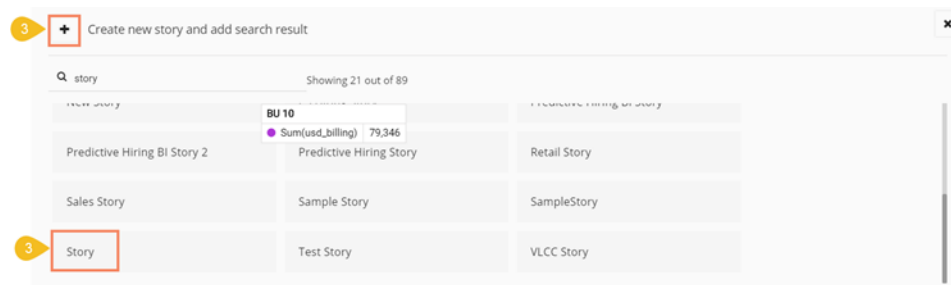 3 + Create new story and add search result x
story Showing 21 out of 89
New Story Predictive Hiring BI Story
BU 10
Sum(usd_billing) 79,346
Predictive Hiring BI Story 2 Predictive Hiring Story Retail Story
Sales Story Sample Story SampleStory
3 Story Test Story VLCC Story